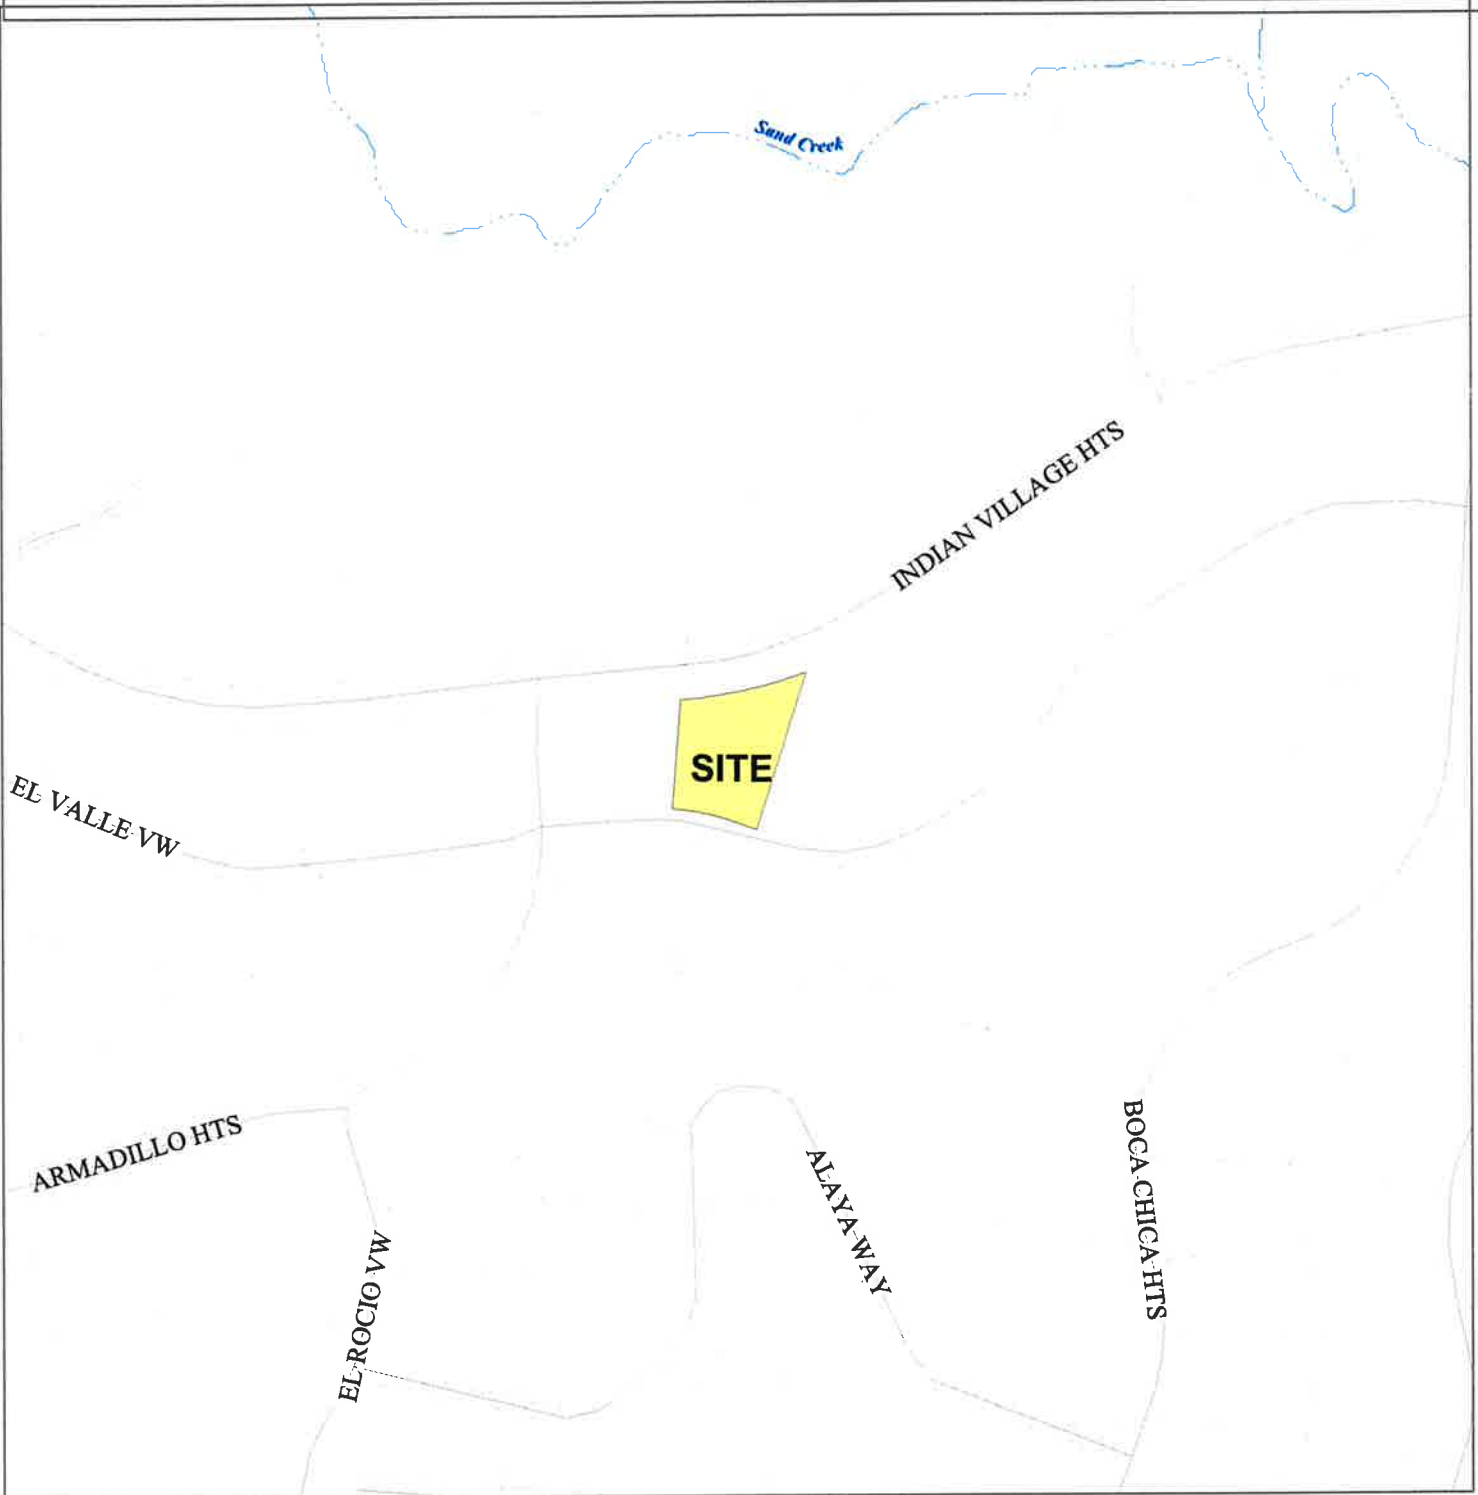 Sand Creek
INDIAN VILLAGE HTS
SITE
EL VALLE VW
ARMADILLO HTS
BOCA CHICA HTS
ALAYA WAY
EL ROCIO VW